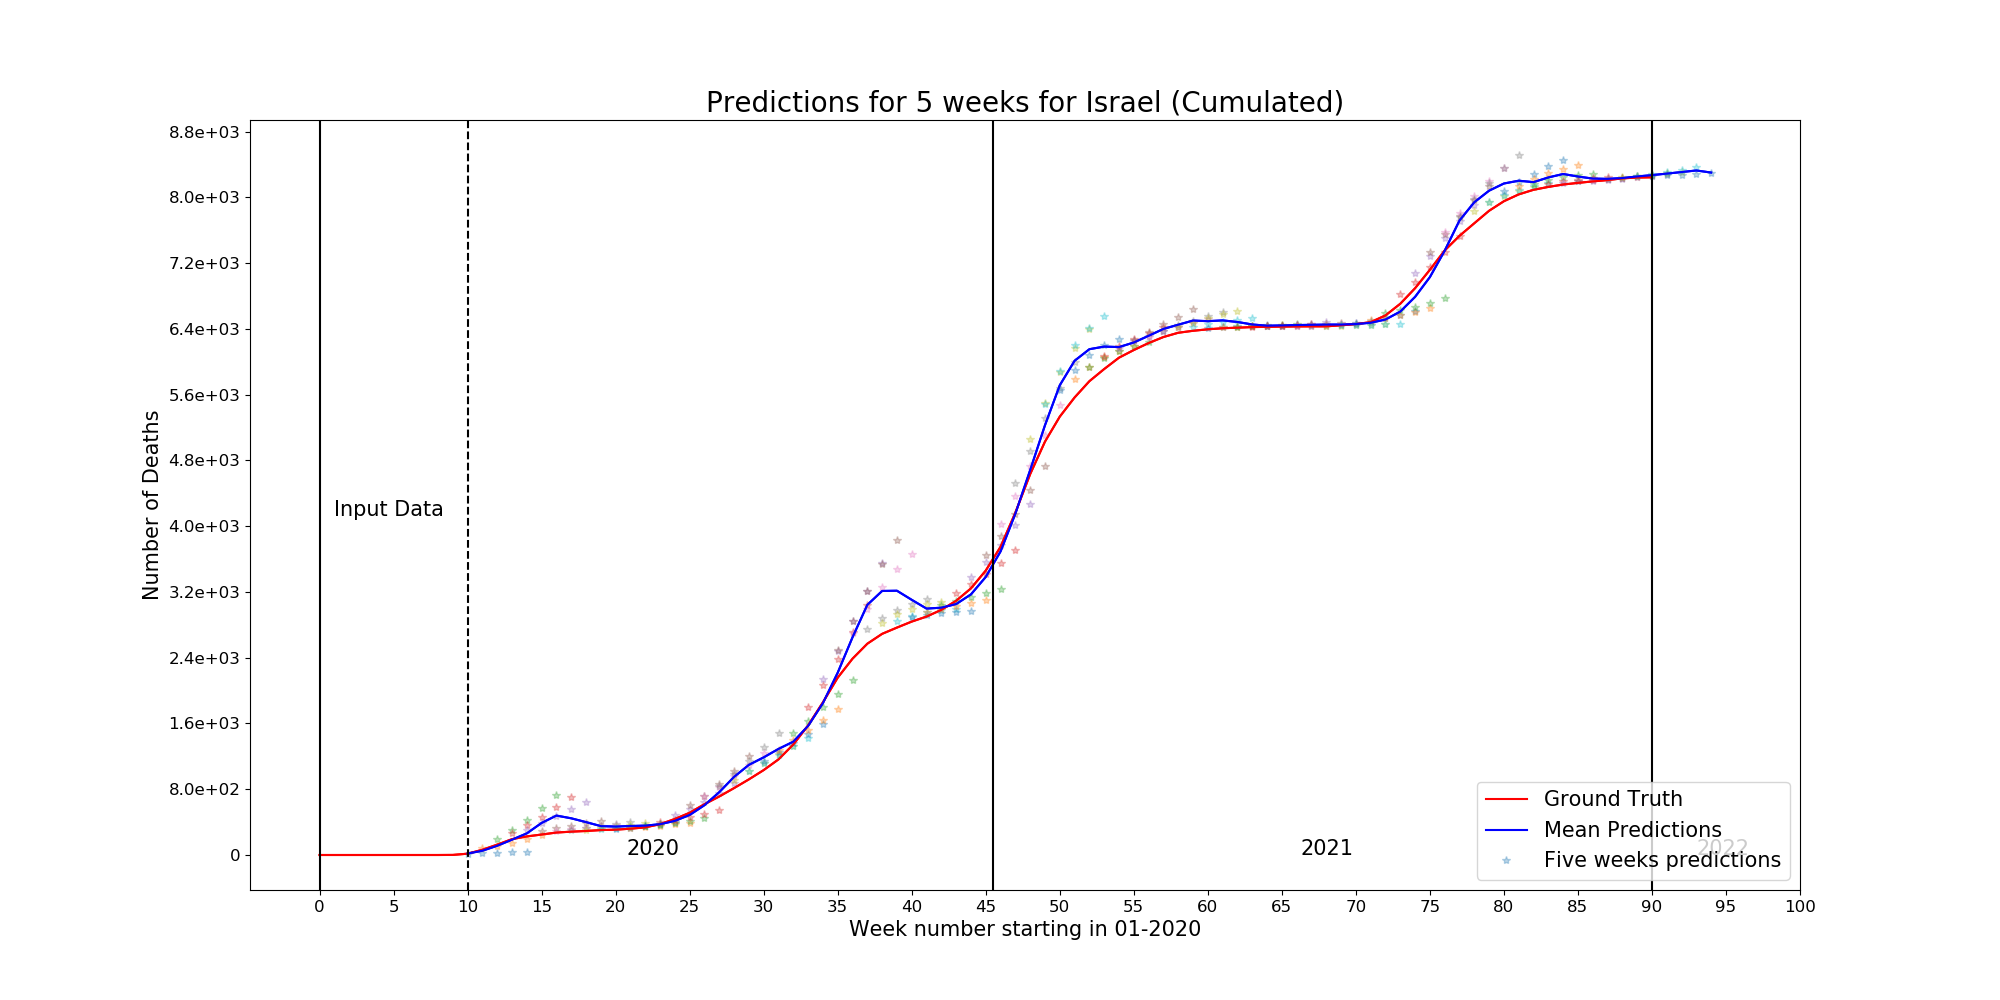 Predictions for 5 weeks for Israel (Cumulated)
8.8e+03
8.0e+03
7.2e+03
6.4e+03
5.6e+03
4.8e+03
4.0e+03
3.2e+03
2.4e+03
1.6e+03
8.0e+02
0
Number of Deaths
Input Data
2020
2021
2022
Ground Truth
Mean Predictions
Five weeks predictions
0 5 10 15 20 25 30 35 40 45 50 55 60 65 70 75 80 85 90 95 100
Week number starting in 01-2020